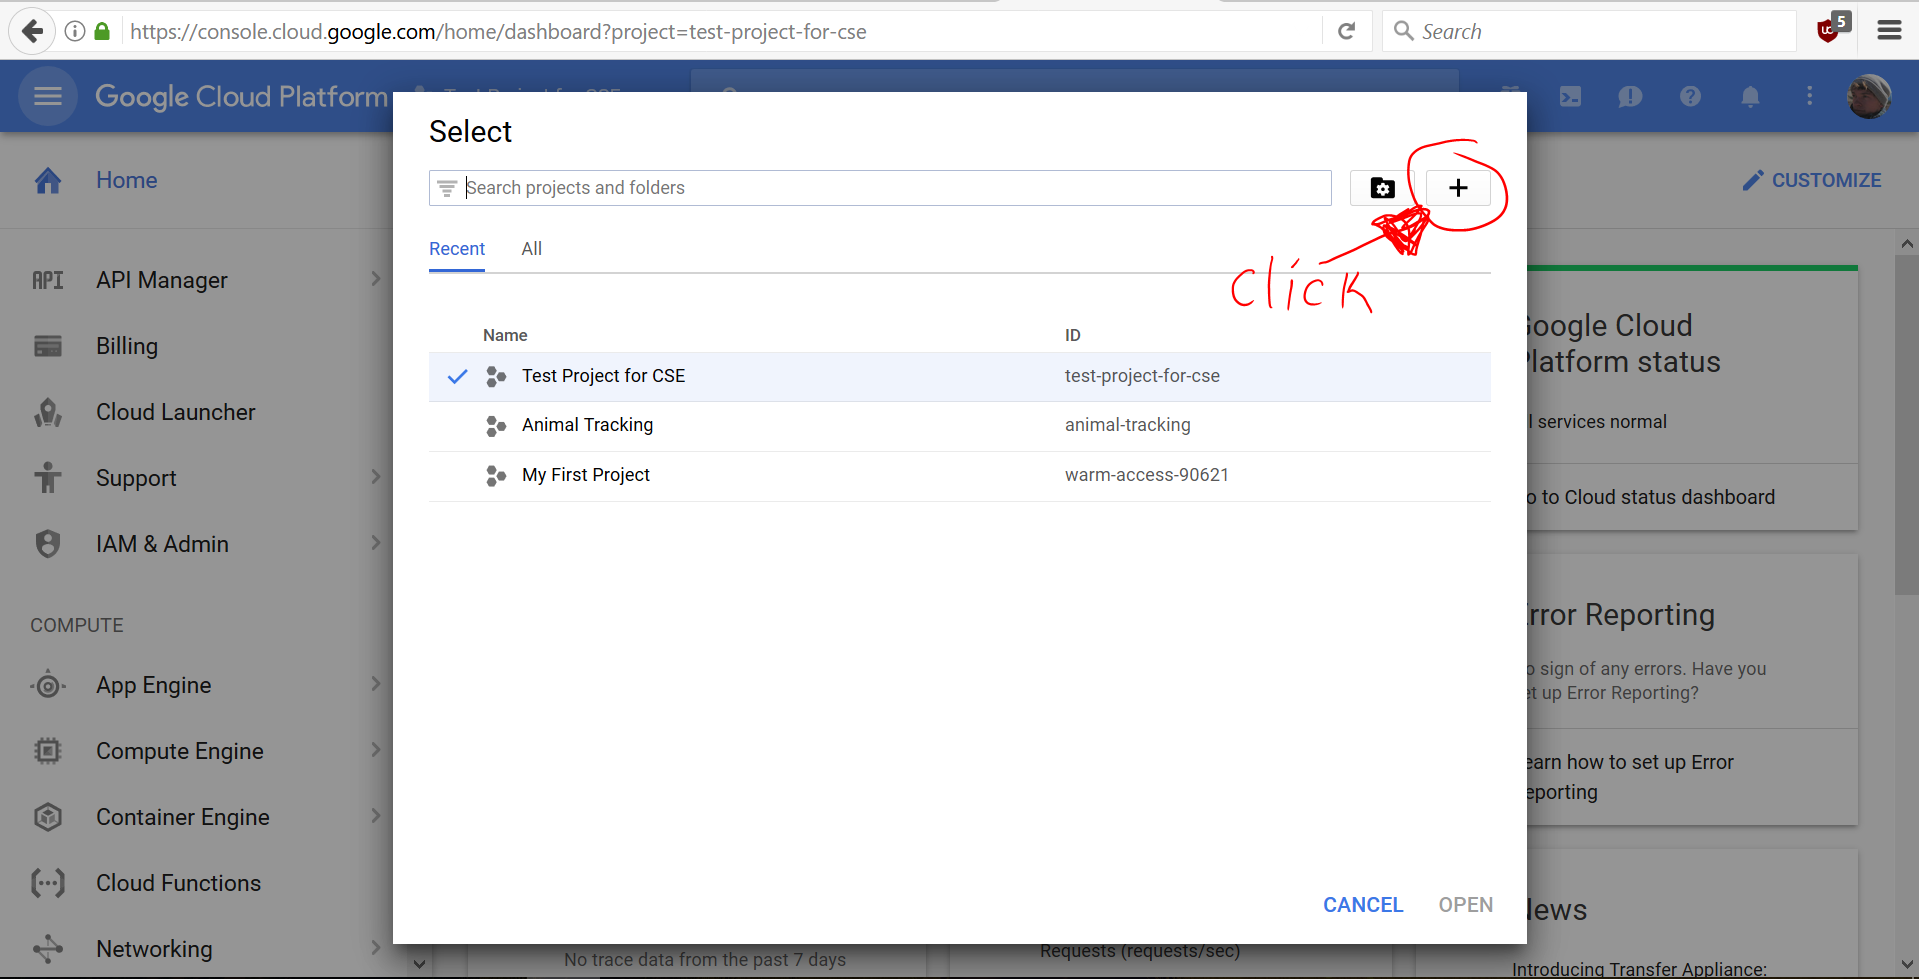 https://console.cloud.google.com/home/dashboard?project=test-project-for-cse
Search
5
Google Cloud Platform
Test Project for CSE
Select
Search projects and folders
Click
Recent
All
Name
ID
Test Project for CSE
test-project-for-cse
Animal Tracking
animal-tracking
My First Project
warm-access-90621
CANCEL
OPEN
Home
CUSTOMIZE
API
API Manager
Billing
Cloud Launcher
Support
IAM & Admin
COMPUTE
App Engine
Compute Engine
Container Engine
Cloud Functions
Networking
oogle Cloud
latform status
l services normal
o to Cloud status dashboard
rror Reporting
o sign of any errors. Have you
et up Error Reporting?
earn how to set up Error
eporting
ews
Introducing Transfer Appliance:
No trace data from the past 7 days
Requests (requests/sec)